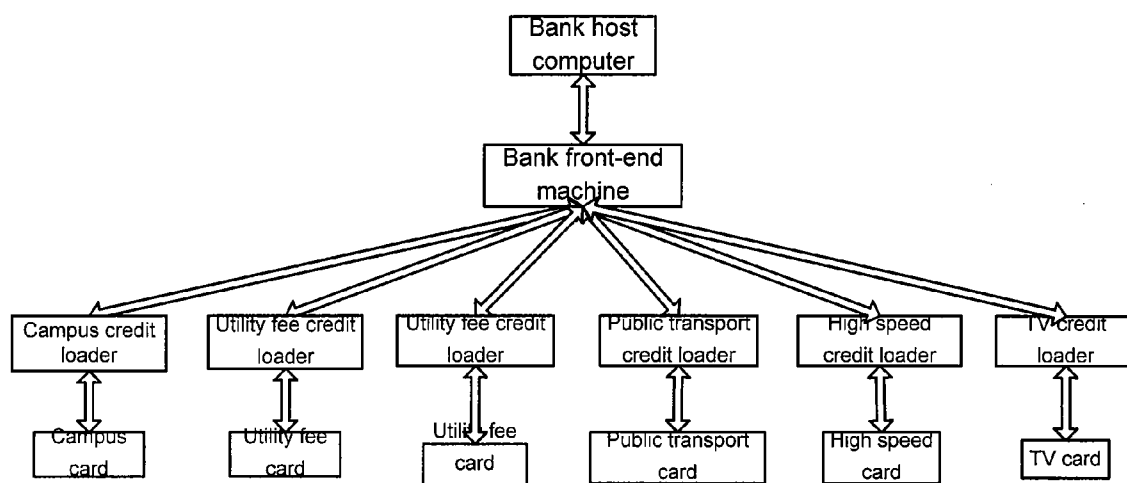 Bank host
computer
Bank front-end
machine
Campus credit
loader
Utility fee credit
loader
Utility fee credit
loader
Public transport
credit loader
High speed
credit loader
TV credit
loader
Campus
card
Utility fee
card
Utility fee
card
Public transport
card
High speed
card
TV card